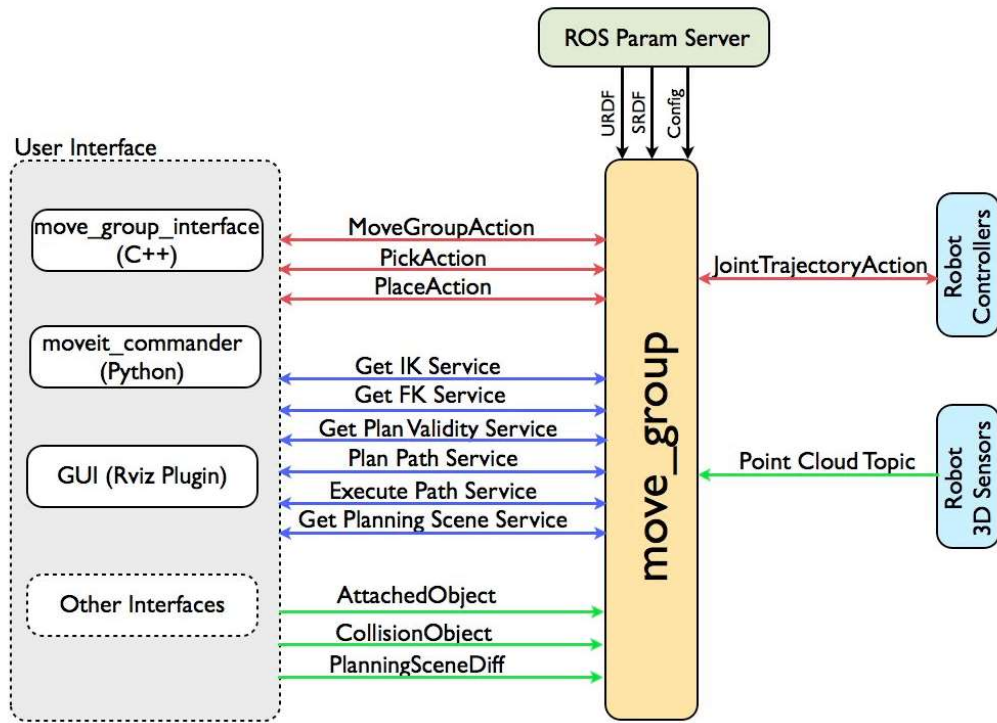 ROS Param Server
URDF
SRDF
Config
User Interface
move_group_interface
(C++)
moveit_commander
(Python)
GUI (Rviz Plugin)
Other Interfaces
MoveGroupAction
PickAction
PlaceAction
Get IK Service
Get FK Service
Get Plan Validity Service
Plan Path Service
Execute Path Service
Get Planning Scene Service
AttachedObject
CollisionObject
PlanningSceneDiff
move_group
JointTrajectoryAction
Robot
Controllers
Point Cloud Topic
Robot
3D Sensors